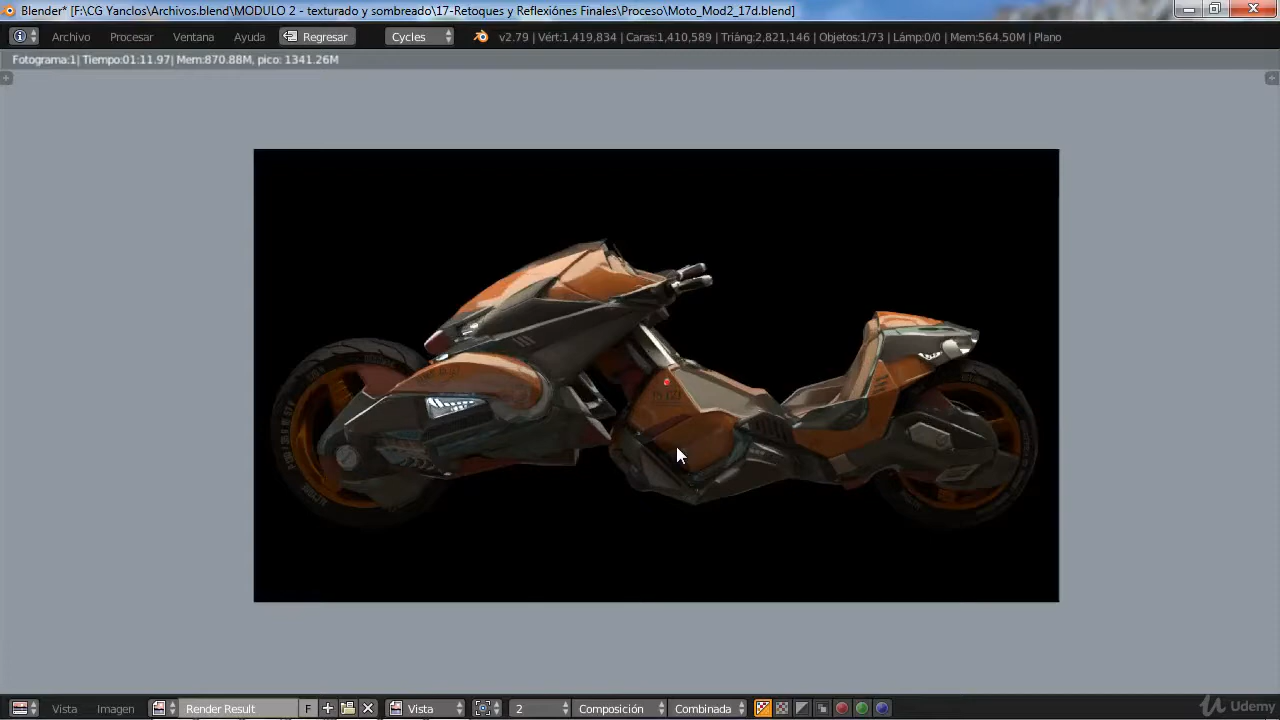 Blender* [F:\CG Yanclos\Archivos.blend\MODULO 2 - texturado y sombreado\17-Retoques y Reflexiónes Finales\Proceso\Moto_Mod2_17d.blend]
Archivo Procesar Ventana Ayuda Regresar Cycles v2.79 | Vért:1,419,834 | Caras:1,410,589 | Triáng:2,821,146 | Objetos:1/73 | Lámp:0/0 | Mem:564.50M | Plano
Fotograma:1| Tiempo:01:11.97| Mem:870.88M, pico: 1341.26M
Vista Imagen Render Result F Vista 2 Composición Combinada
Udemy